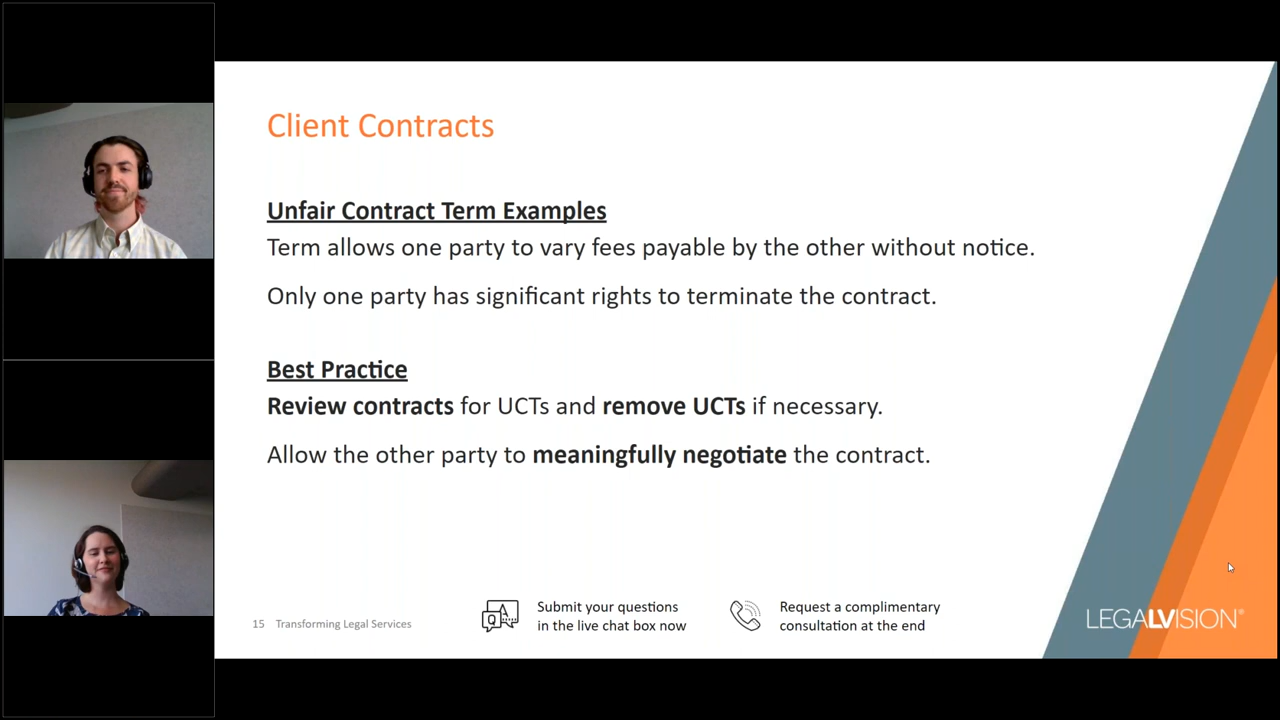 Client Contracts
Unfair Contract Term Examples
Term allows one party to vary fees payable by the other without notice.
Only one party has significant rights to terminate the contract.
Best Practice
Review contracts for UCTs and remove UCTs if necessary.
Allow the other party to meaningfully negotiate the contract.
15 Transforming Legal Services
Q A
Submit your questions
in the live chat box now
Request a complimentary
consultation at the end
LEGALVISION®